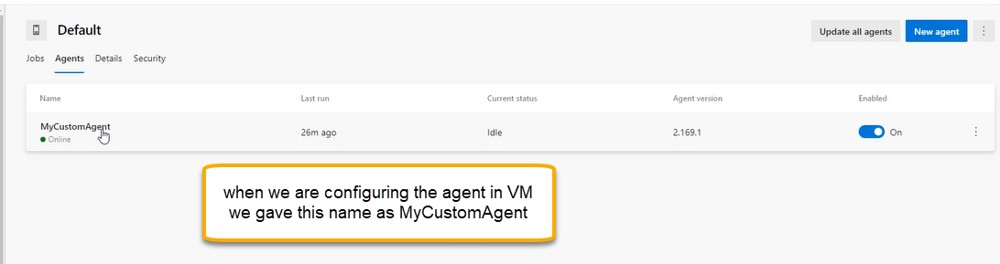 Default
Update all agents
New agent
Jobs Agents Details Security
Name Last run Current status Agent version Enabled
MyCustomAgent
Online
26m ago Idle 2.169.1 On
when we are configuring the agent in VM
we gave this name as MyCustomAgent